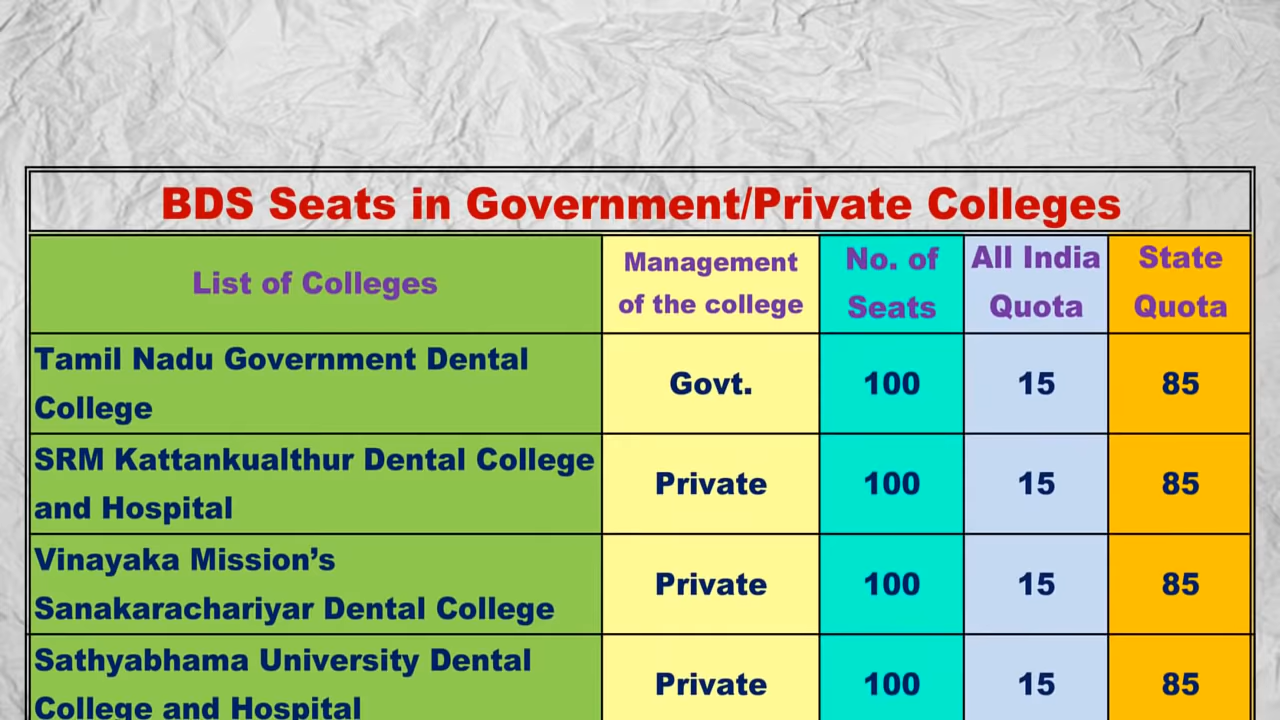 BDS Seats in Government/Private Colleges
List of Colleges
Management
of the college
No. of
Seats
All India
Quota
State
Quota
Tamil Nadu Government Dental
College
Govt.
100
15
85
SRM Kattankualthur Dental College
and Hospital
Private
100
15
85
Vinayaka Mission’s
Sanakarachariyar Dental College
Private
100
15
85
Sathyabhama University Dental
College and Hospital
Private
100
15
85